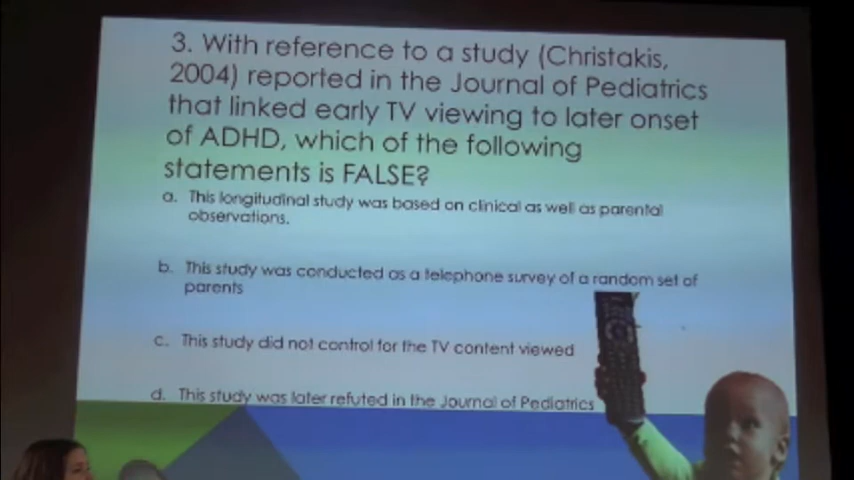 3. With reference to a study (Christakis,
2004) reported in the Journal of Pediatrics
that linked early TV viewing to later onset
of ADHD, which of the following
statements is FALSE?
a. This longitudinal study was based on clinical as well as parental
observations.
b. This study was conducted as a telephone survey of a random set of
parents
c. This study did not control for the TV content viewed
d. This study was later refuted in the Journal of Pediatrics